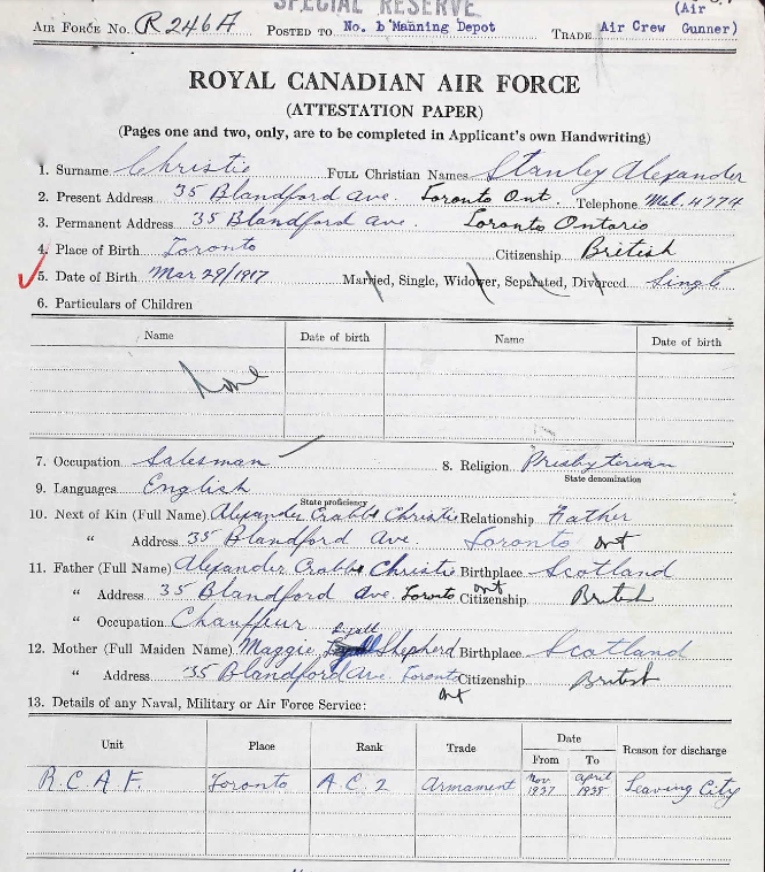 SPECIAL RESERVE
(Air
AIR FORCE No. R246A POSTED TO No. b Manning Depot TRADE Air Crew Gunner)
ROYAL CANADIAN AIR FORCE
(ATTESTATION PAPER)
(Pages one and two, only, are to be completed in Applicant's own Handwriting)
1. Surname Christie FULL Christian Names Stanley Alexander
2. Present Address 35 Blandford Ave. Toronto Ont. Telephone Mel. 4774
3. Permanent Address 35 Blandford Ave. Toronto Ontario
4. Place of Birth Toronto Citizenship British
5. Date of Birth Mar 29/1917 Married, Single, Widower, Separated, Divorced Single
6. Particulars of Children
Name Date of birth Name Date of birth
None
7. Occupation Salesman 8. Religion Presbyterian
State denomination
9. Languages English
State proficiency
10. Next of Kin (Full Name) Alexander Crabbe Christie Relationship Father
" Address 35 Blandford Ave. Toronto Ont
11. Father (Full Name) Alexander Crabbe Christie Birthplace Scotland
" Address 35 Blandford Ave. Toronto Ont Citizenship British
" Occupation Chauffeur
12. Mother (Full Maiden Name) Maggie Shepherd Birthplace Scotland
" Address 35 Blandford Ave. Toronto Ont Citizenship British
13. Details of any Naval, Military or Air Force Service:
Unit Place Rank Trade Date From To Reason for discharge
R.C.A.F. Toronto A.C.2 Armament Nov 1937 April 1938 Leaving City